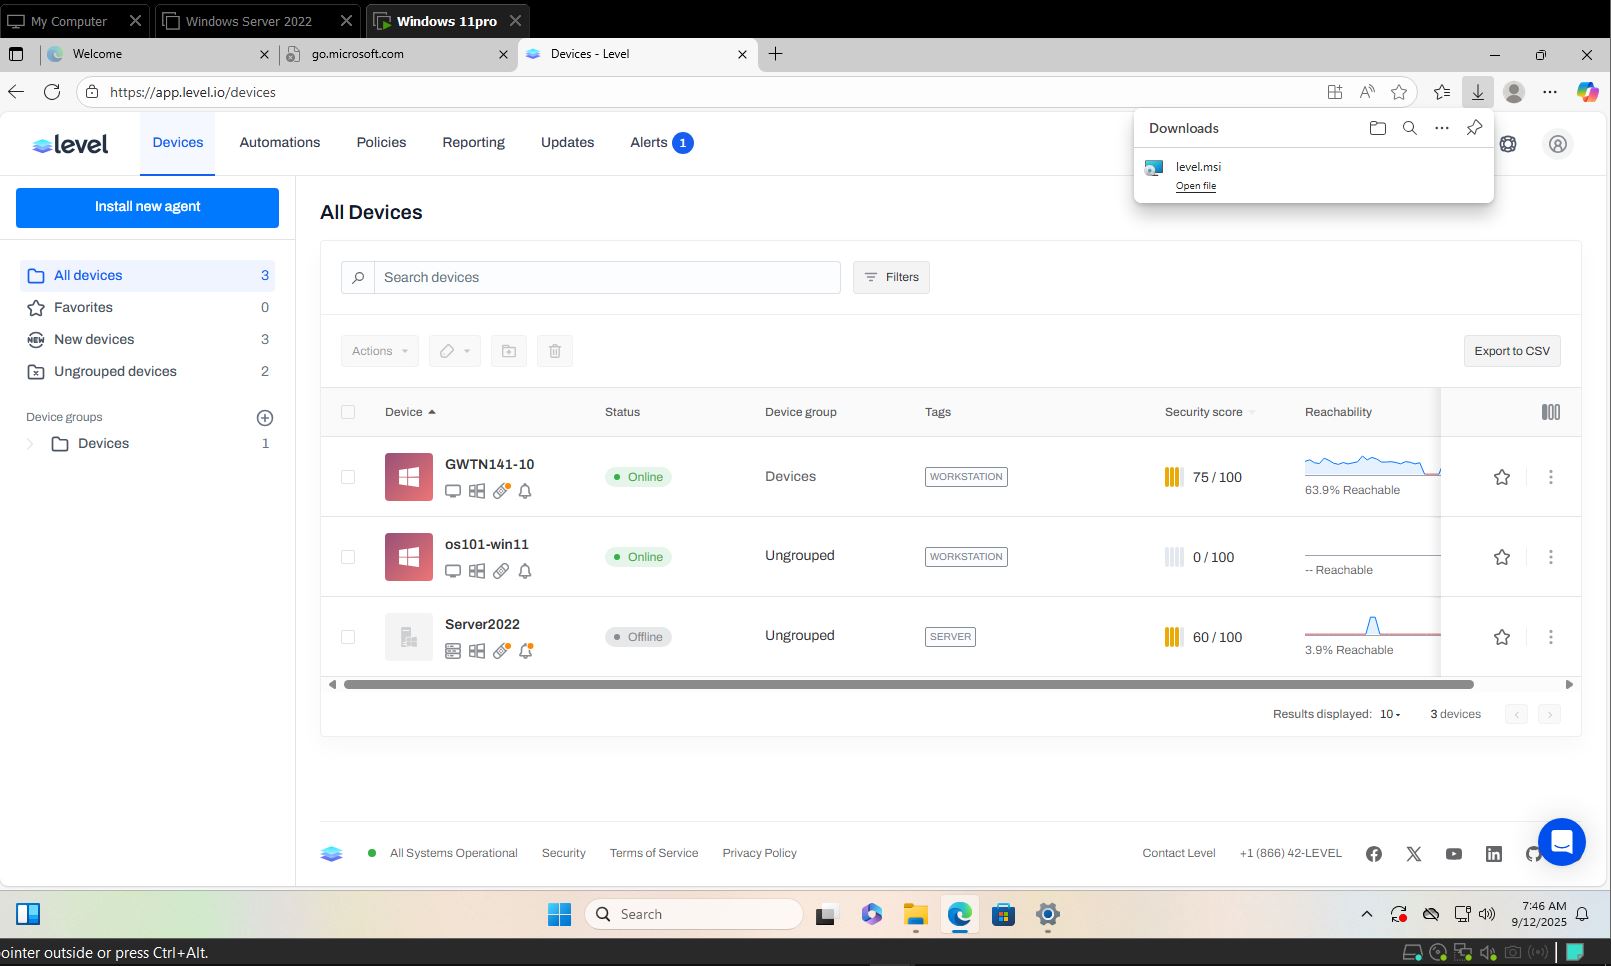 My Computer
Windows Server 2022
Windows 11pro
Welcome
go.microsoft.com
Devices - Level
https://app.level.io/devices
Downloads
level.msi
Open file
level
Devices
Automations
Policies
Reporting
Updates
Alerts 1
Install new agent
All devices 3
Favorites 0
NEW New devices 3
Ungrouped devices 2
Device groups
Devices 1
All Devices
Search devices
Filters
Actions
Export to CSV
Device Status Device group Tags Security score Reachability
GWTN141-10
Online Devices WORKSTATION 75 / 100
63.9% Reachable
os101-win11
Online Ungrouped WORKSTATION 0 / 100
-- Reachable
Server2022
Offline Ungrouped SERVER 60 / 100
3.9% Reachable
Results displayed: 10 3 devices
All Systems Operational Security Terms of Service Privacy Policy Contact Level +1 (866) 42-LEVEL
Search
7:46 AM
9/12/2025
ointer outside or press Ctrl+Alt.